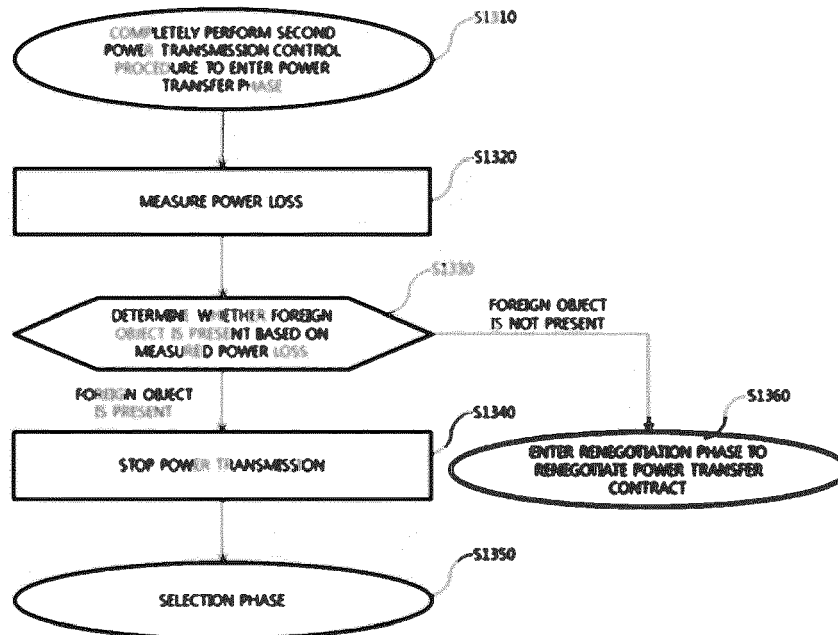 COMPLETELY PERFORM SECOND
POWER TRANSMISSION CONTROL
PROCEDURE TO ENTER POWER
TRANSFER PHASE
S1310
MEASURE POWER LOSS
S1320
DETERMINE WHETHER FOREIGN
OBJECT IS PRESENT BASED ON
MEASURED POWER LOSS
S1330
FOREIGN OBJECT
IS NOT PRESENT
FOREIGN OBJECT
IS PRESENT
STOP POWER TRANSMISSION
S1340
ENTER RENEGOTIATION PHASE TO
RENEGOTIATE POWER TRANSFER
CONTRACT
S1360
SELECTION PHASE
S1350